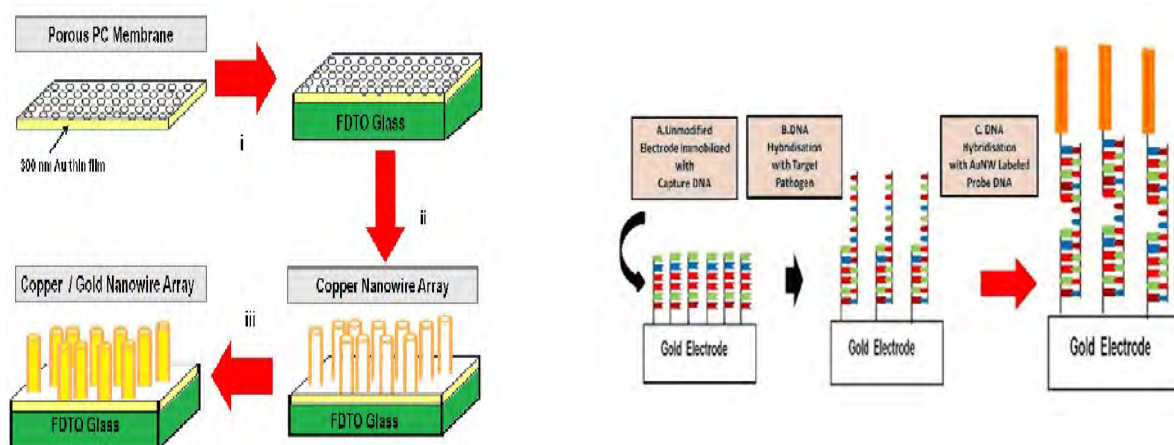 Porous PC Membrane
300 nm Au thin film
i
FDTO Glass
ii
Copper Nanowire Array
FDTO Glass
iii
Copper / Gold Nanowire Array
FDTO Glass
A.Unmodified
Electrode Immobilized
with
Capture DNA
B.DNA
Hybridisation
with Target
Pathogen
C. DNA
Hybridisation
with AuNW Labeled
Probe DNA
Gold Electrode
Gold Electrode
Gold Electrode